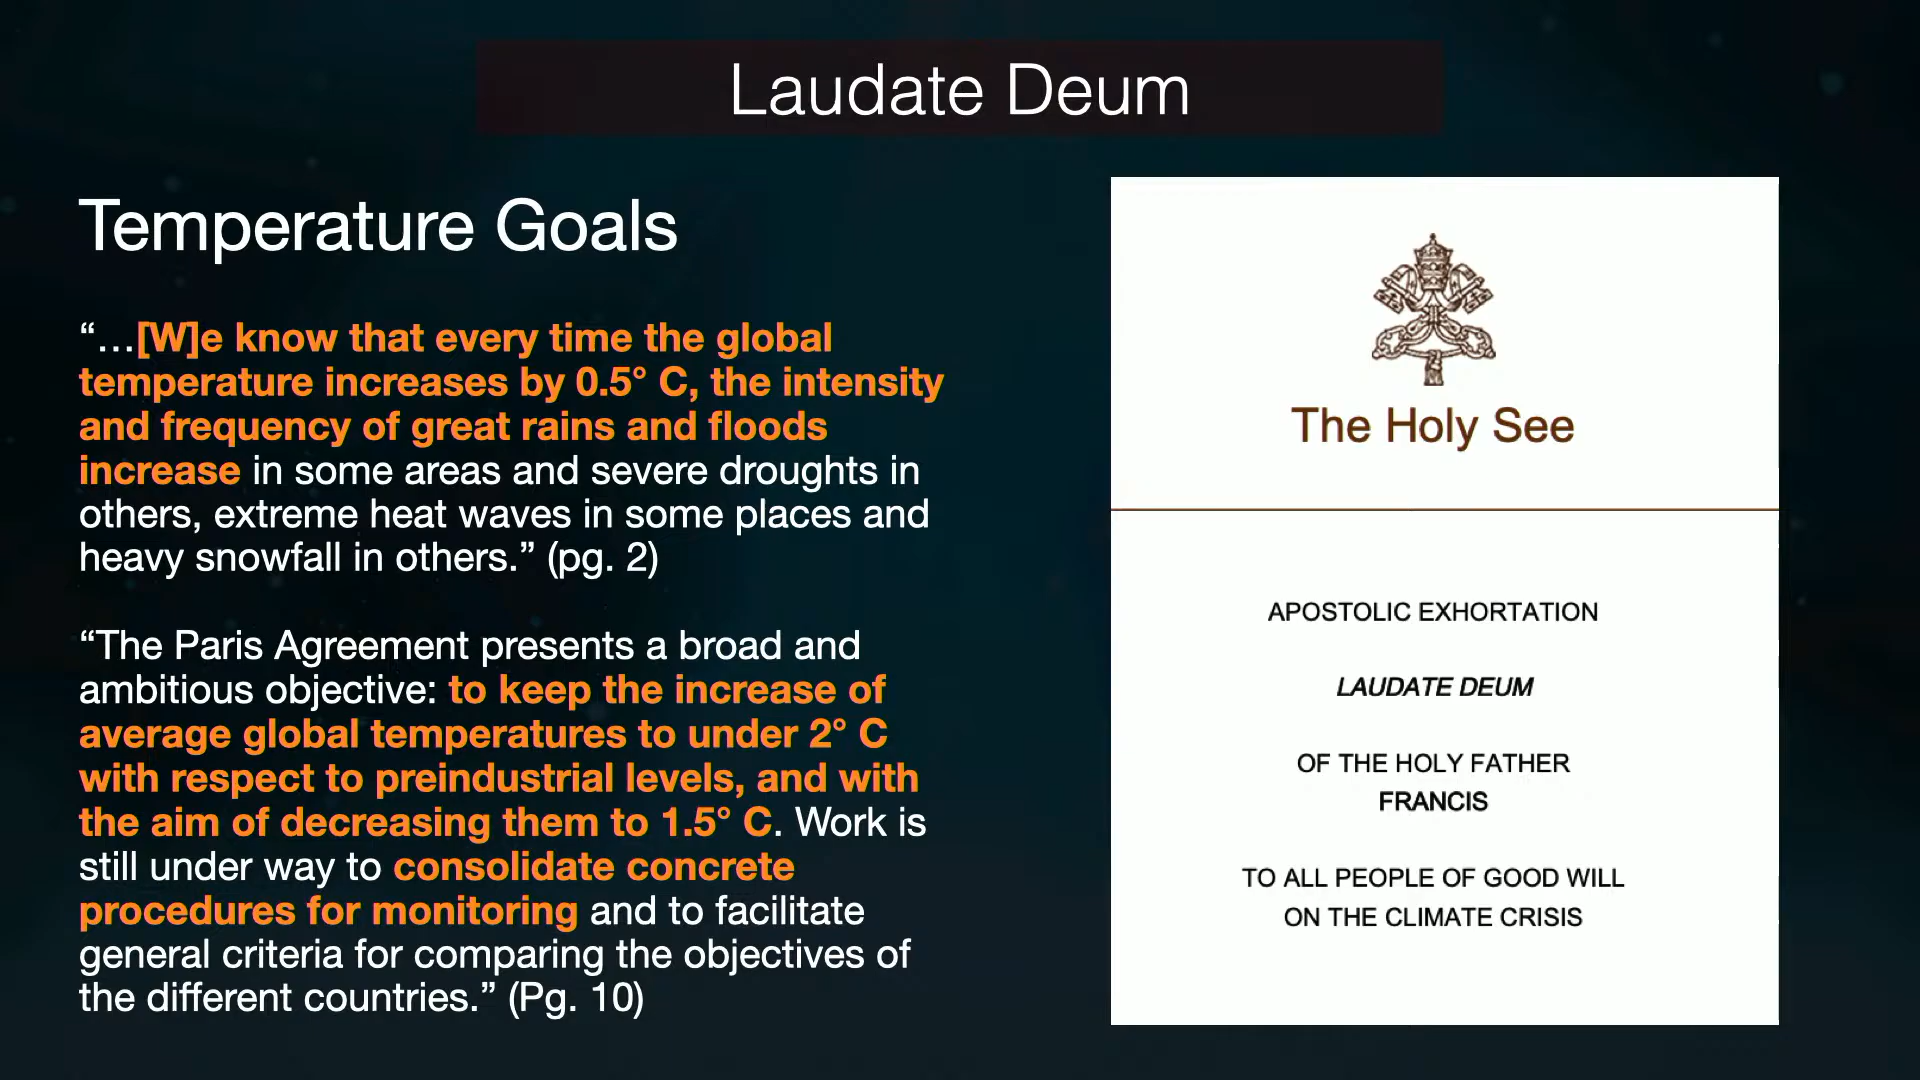 Laudate Deum
Temperature Goals
“…[W]e know that every time the global
temperature increases by 0.5° C, the intensity
and frequency of great rains and floods
increase in some areas and severe droughts in
others, extreme heat waves in some places and
heavy snowfall in others.” (pg. 2)
“The Paris Agreement presents a broad and
ambitious objective: to keep the increase of
average global temperatures to under 2° C
with respect to preindustrial levels, and with
the aim of decreasing them to 1.5° C. Work is
still under way to consolidate concrete
procedures for monitoring and to facilitate
general criteria for comparing the objectives of
the different countries.” (Pg. 10)
The Holy See
APOSTOLIC EXHORTATION
LAUDATE DEUM
OF THE HOLY FATHER
FRANCIS
TO ALL PEOPLE OF GOOD WILL
ON THE CLIMATE CRISIS